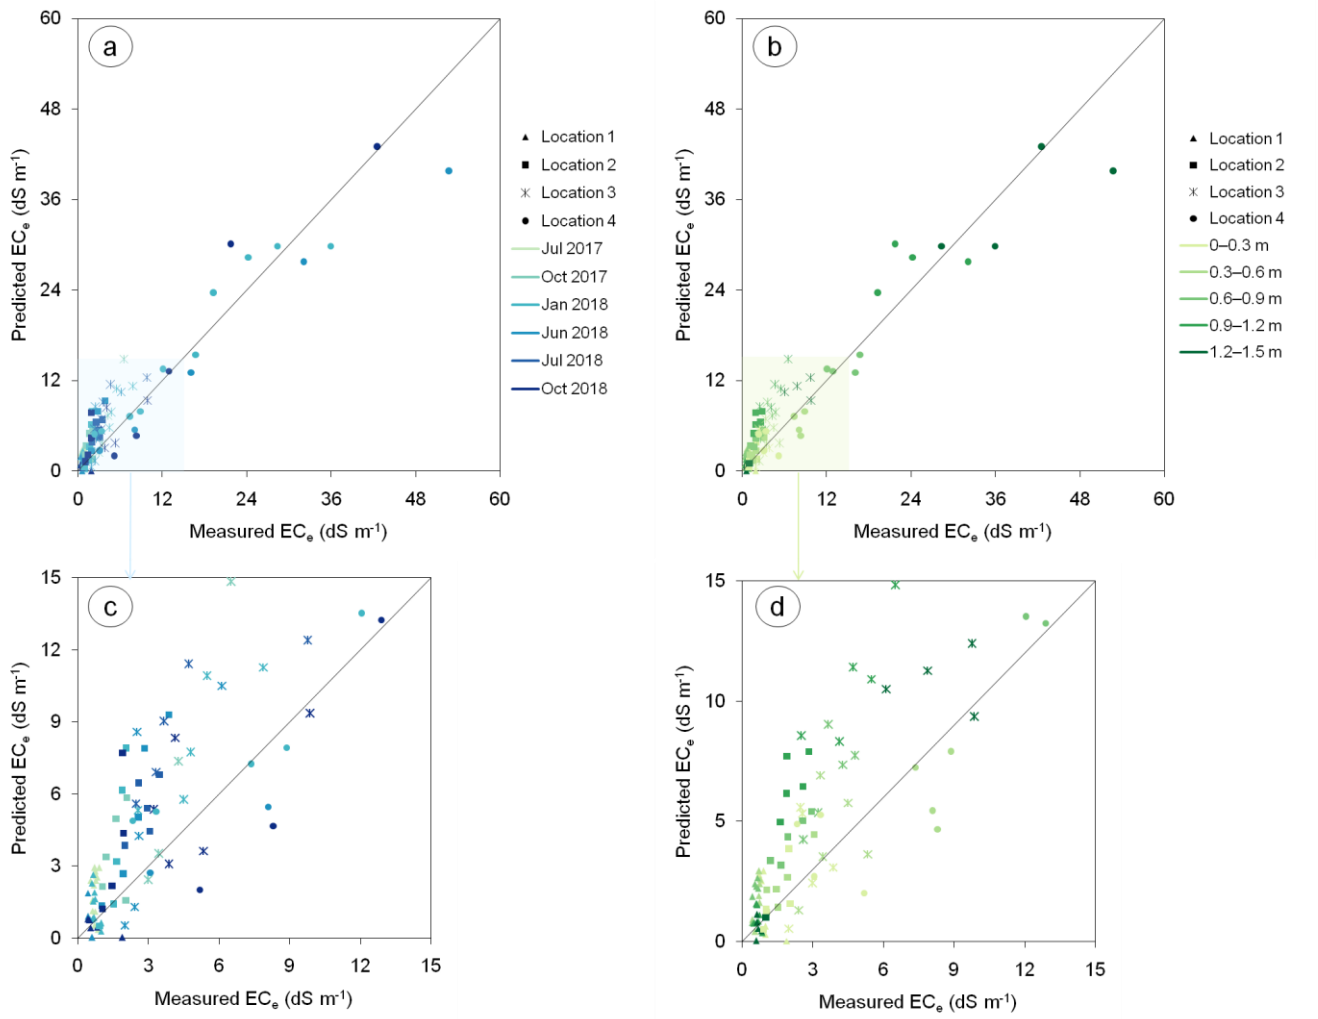 a
60
48
36
24
12
0
Predicted ECe (dS m-1)
0 12 24 36 48 60
Measured ECe (dS m-1)
Location 1
Location 2
Location 3
Location 4
Jul 2017
Oct 2017
Jan 2018
Jun 2018
Jul 2018
Oct 2018
b
60
48
36
24
12
0
Predicted ECe (dS m-1)
0 12 24 36 48 60
Measured ECe (dS m-1)
Location 1
Location 2
Location 3
Location 4
0–0.3 m
0.3–0.6 m
0.6–0.9 m
0.9–1.2 m
1.2–1.5 m
c
15
12
9
6
3
0
Predicted ECe (dS m-1)
0 3 6 9 12 15
Measured ECe (dS m-1)
d
15
10
5
0
Predicted ECe (dS m-1)
0 3 6 9 12 15
Measured ECe (dS m-1)